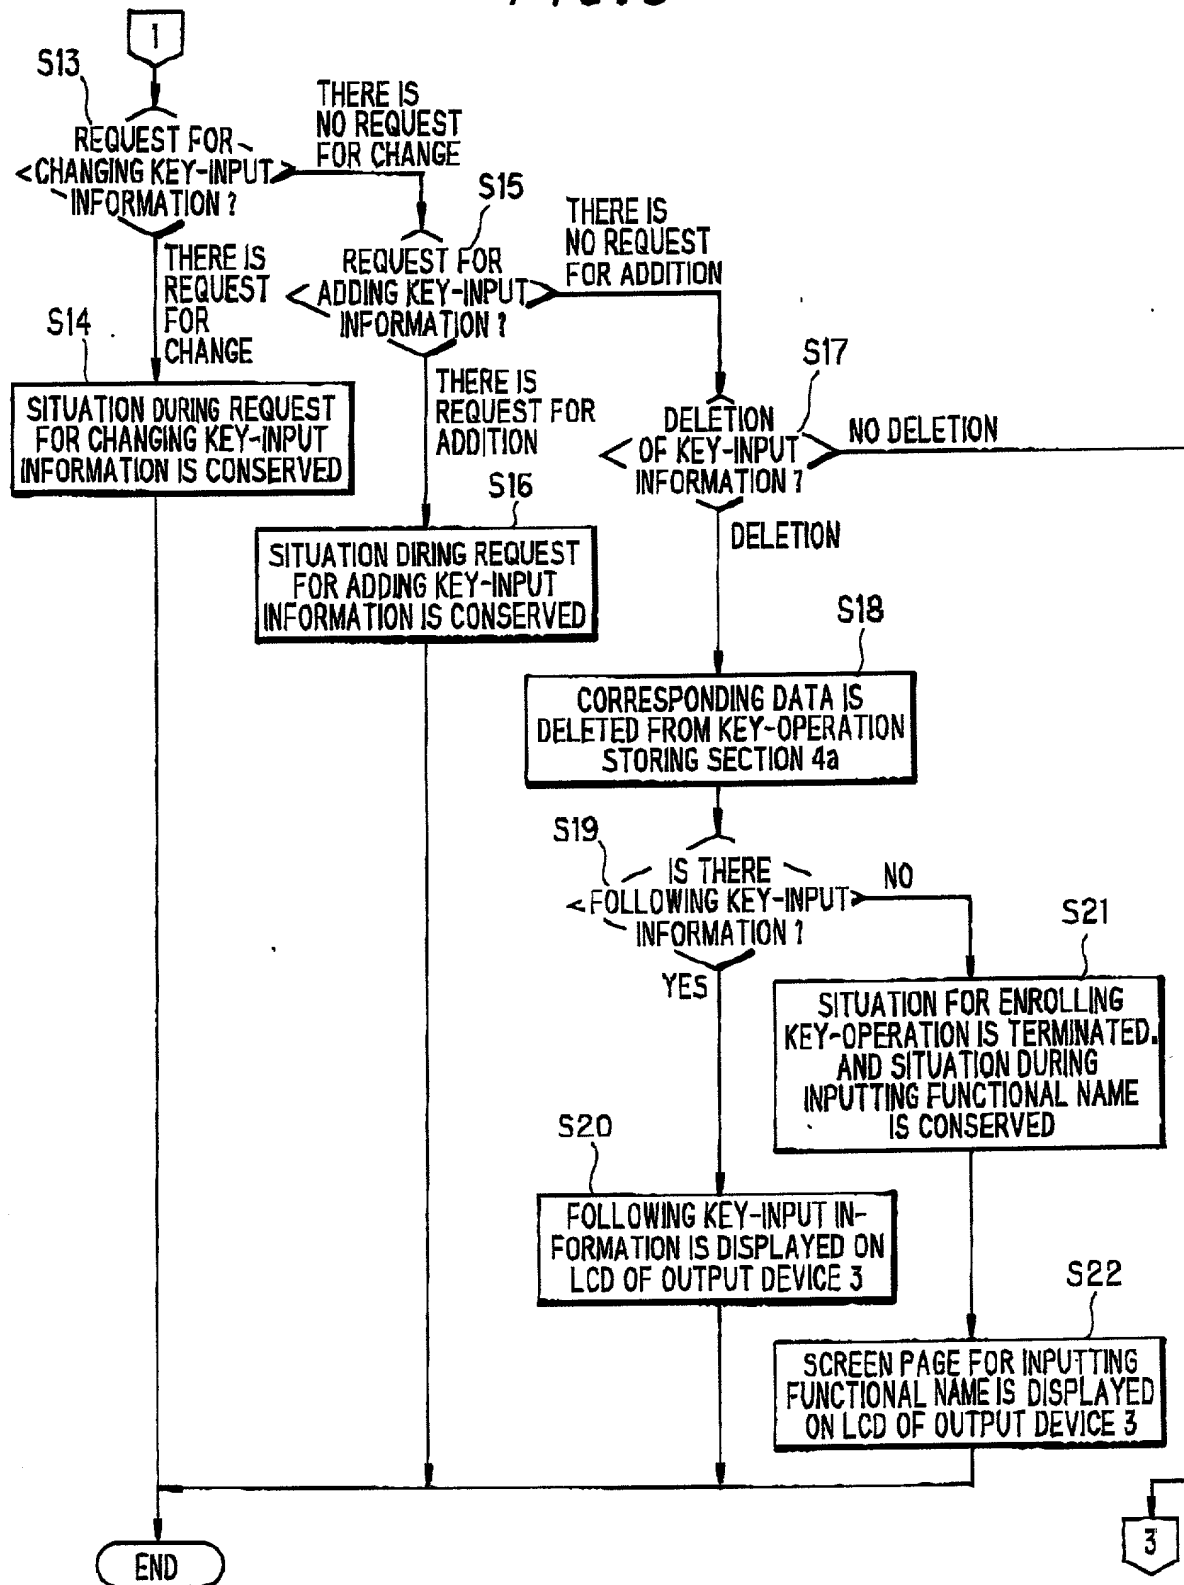 1
S13
REQUEST FOR
CHANGING KEY-INPUT
INFORMATION ?
THERE IS
NO REQUEST
FOR CHANGE
THERE IS
REQUEST
FOR
CHANGE
S14
SITUATION DURING REQUEST
FOR CHANGING KEY-INPUT
INFORMATION IS CONSERVED
S15
REQUEST FOR
ADDING KEY-INPUT
INFORMATION ?
THERE IS
NO REQUEST
FOR ADDITION
THERE IS
REQUEST FOR
ADDITION
S16
SITUATION DIRING REQUEST
FOR ADDING KEY-INPUT
INFORMATION IS CONSERVED
S17
DELETION
OF KEY-INPUT
INFORMATION ?
NO DELETION
DELETION
S18
CORRESPONDING DATA IS
DELETED FROM KEY-OPERATION
STORING SECTION 4a
S19
IS THERE
FOLLOWING KEY-INPUT
INFORMATION ?
NO
YES
S21
SITUATION FOR ENROLLING
KEY-OPERATION IS TERMINATED.
AND SITUATION DURING
INPUTTING FUNCTIONAL NAME
IS CONSERVED
S20
FOLLOWING KEY-INPUT IN-
FORMATION IS DISPLAYED ON
LCD OF OUTPUT DEVICE 3
S22
SCREEN PAGE FOR INPUTTING
FUNCTIONAL NAME IS DISPLAYED
ON LCD OF OUTPUT DEVICE 3
END
3